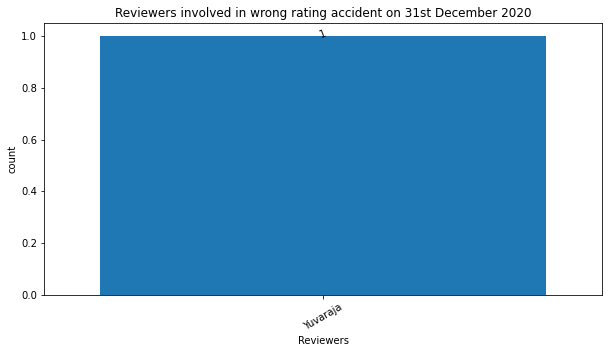 Reviewers involved in wrong rating accident on 31st December 2020
1
1.0
0.8
0.6
0.4
0.2
0.0
count
Yuvaraja
Reviewers